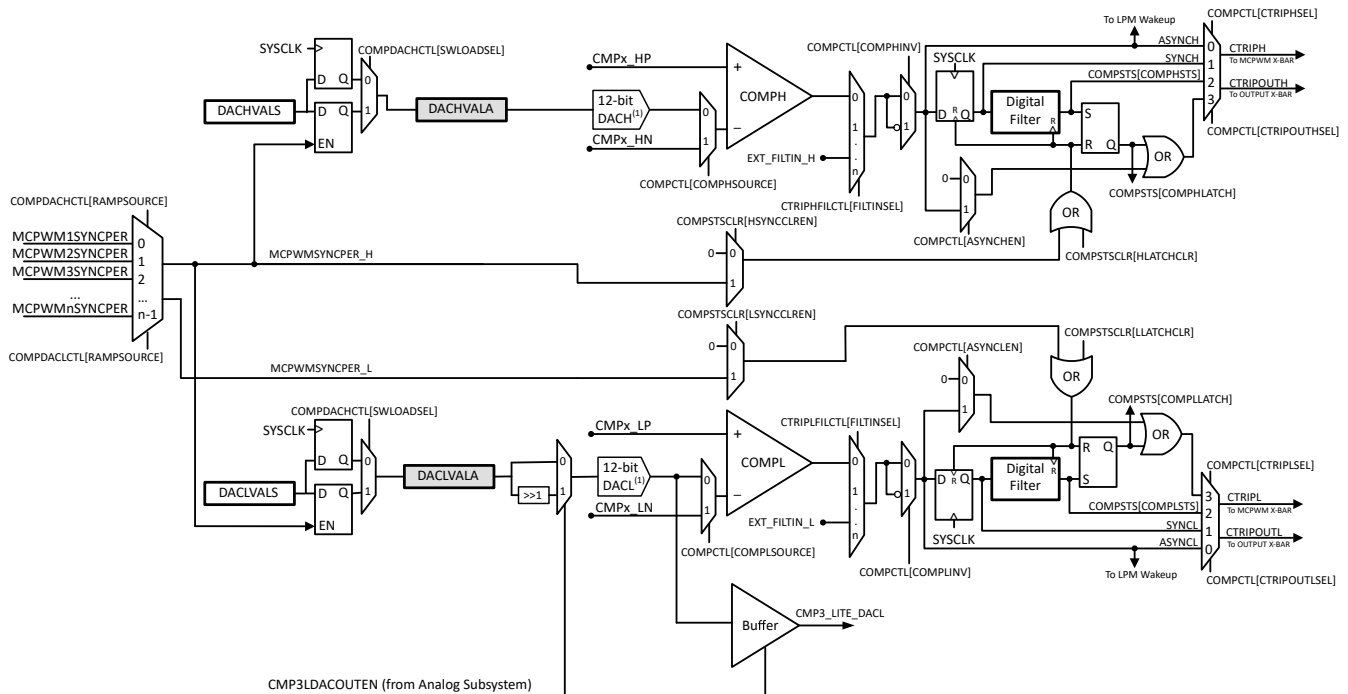 COMPCTL[CTRIPHSEL]
To LPM Wakeup
ASYNCH
0
CTRIPH
To MCPWM X-BAR
SYNCH
1
COMPSTS[COMPHSTS]
2
CTRIPOUTH
To OUTPUT X-BAR
3
COMPCTL[CTRIPOUTHSEL]
SYSCLK
D Q
D Q
EN
COMPDACHCTL[SWLOADSEL]
0
1
DACHVALS
DACHVALA
CMPx_HP
12-bit
DACH(1)
CMPx_HN
0
1
COMPCTL[COMPHSOURCE]
+
COMPH
−
EXT_FILTIN_H
0
1
.
.
n
CTRIPHFILCTL[FILTINSEL]
COMPCTL[COMPHINV]
0
1
SYSCLK
D R Q
Digital
Filter
R
S
R Q
OR
COMPSTS[COMPHLATCH]
0
0
1
COMPCTL[ASYNCHEN]
OR
COMPSTSCLR[HLATCHCLR]
COMPSTSCLR[HSYNCCLREN]
0
0
1
COMPDACHCTL[RAMPSOURCE]
MCPWM1SYNCPER
0
MCPWM2SYNCPER
1
MCPWM3SYNCPER
2
...
...
MCPWMnSYNCPER
n-1
COMPDACLCTL[RAMPSOURCE]
MCPWMSYNCPER_H
MCPWMSYNCPER_L
COMPSTSCLR[LSYNCCLREN]
0
0
1
COMPSTSCLR[LLATCHCLR]
OR
COMPCTL[ASYNCLEN]
0
0
1
COMPSTS[COMPLLATCH]
OR
COMPDACHCTL[SWLOADSEL]
SYSCLK
D Q
D Q
EN
0
1
DACLVALS
DACLVALA
>>1
0
1
CMPx_LP
12-bit
DACL(1)
CMPx_LN
0
1
COMPCTL[COMPLSOURCE]
+
COMPL
−
EXT_FILTIN_L
CTRIPLFILCTL[FILTINSEL]
0
1
.
.
n
0
1
COMPCTL[COMPLINV]
D R Q
SYSCLK
Digital
Filter
R
R Q
S
COMPCTL[CTRIPLSEL]
3
CTRIPL
To MCPWM X-BAR
COMPSTS[COMPLSTS]
2
SYNCL
1
CTRIPOUTL
To OUTPUT X-BAR
ASYNCL
0
To LPM Wakeup
COMPCTL[CTRIPOUTLSEL]
Buffer
CMP3_LITE_DACL
CMP3LDACOUTEN (from Analog Subsystem)